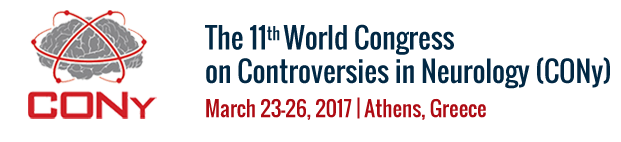 CONy
The 11th World Congress
on Controversies in Neurology (CONy)
March 23-26, 2017 | Athens, Greece